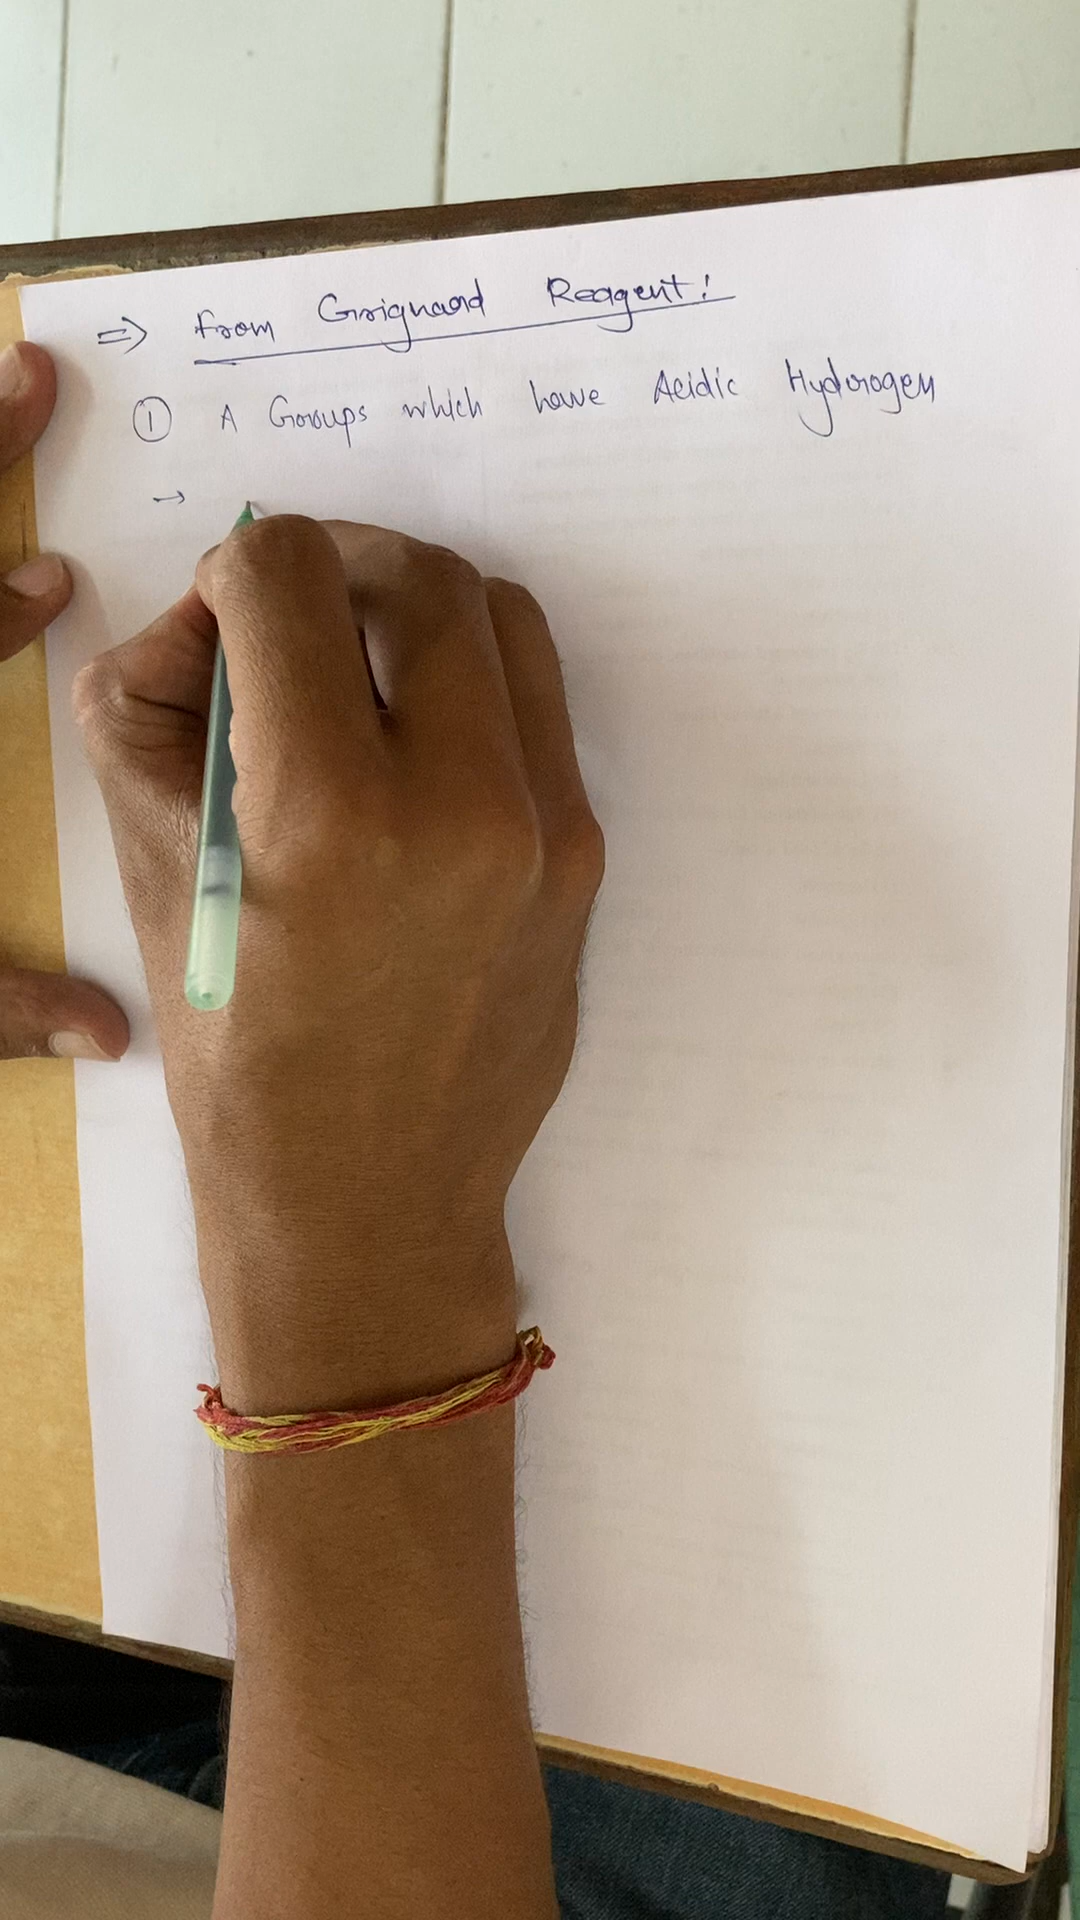 ⇒ from Grignard Reagent!
① A Groups which have Acidic Hydrogen
→